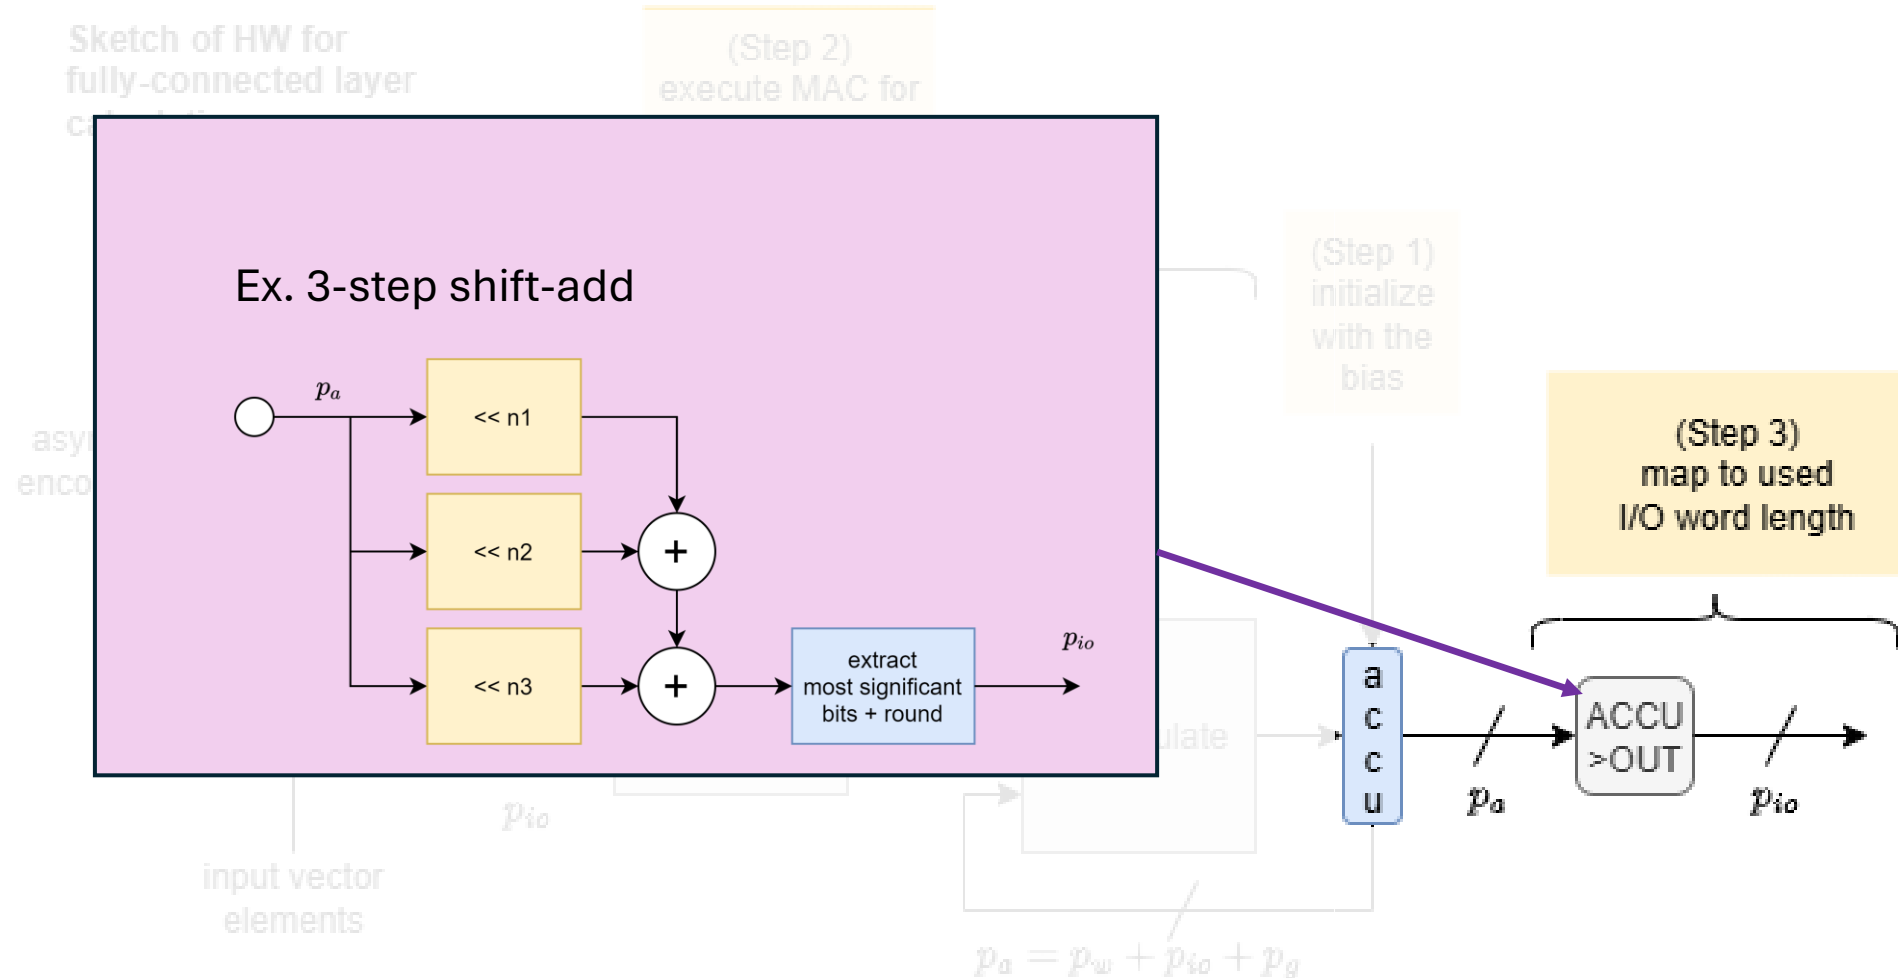 Sketch of HW for
fully-connected layer
(Step 2)
execute MAC for
Ex. 3-step shift-add
p_a
<< n1
<< n2
+
<< n3
+
extract
most significant
bits + round
p_io
(Step 1)
initialize
with the
bias
(Step 3)
map to used
I/O word length
a
c
c
u
p_a
ACCU
>OUT
p_io
ulate
p_io
input vector
elements
p_a = p_w + p_io + p_g